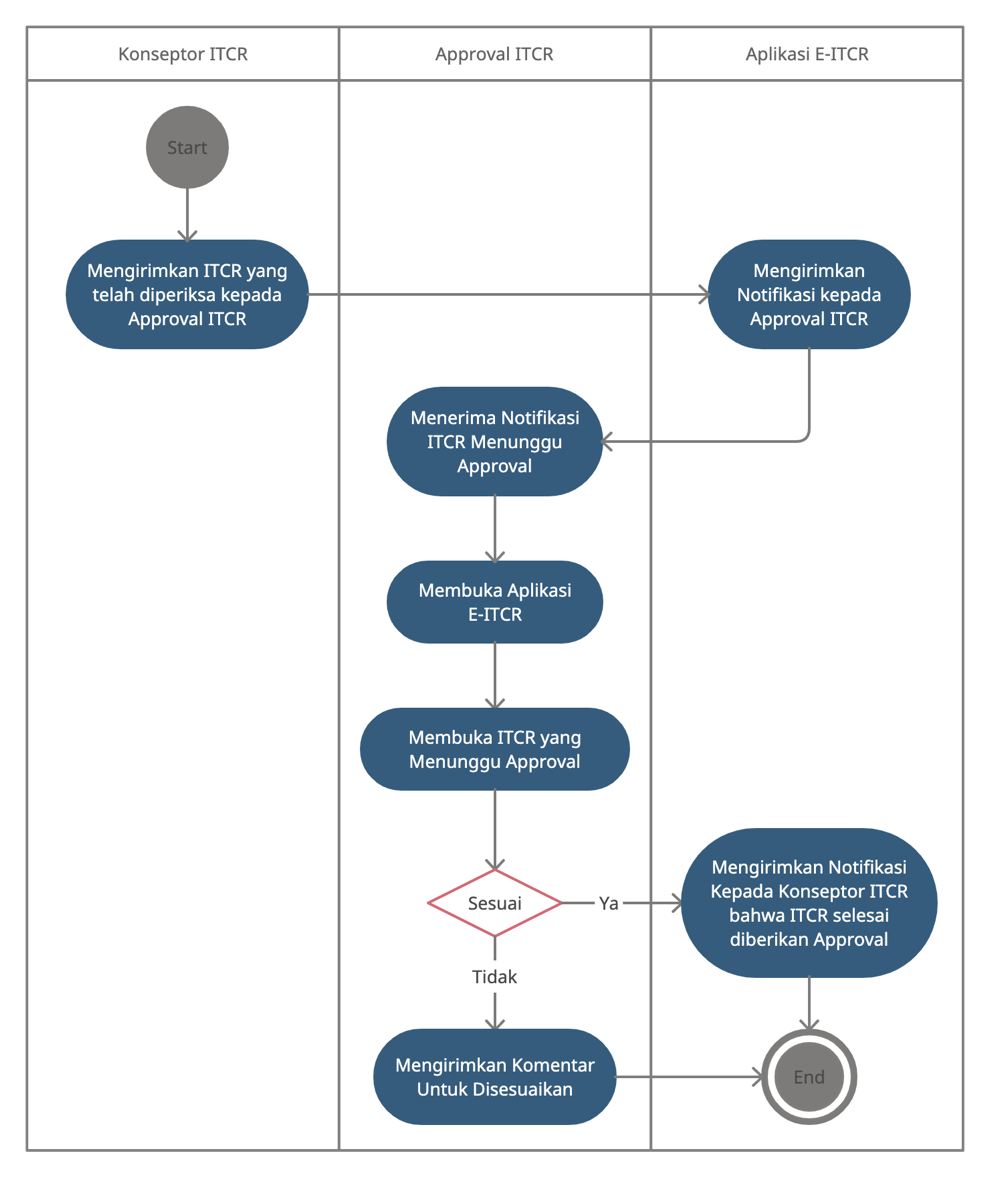 Konseptor ITCR
Approval ITCR
Aplikasi E-ITCR
Start
Mengirimkan ITCR yang
telah diperiksa kepada
Approval ITCR
Mengirimkan
Notifikasi kepada
Approval ITCR
Menerima Notifikasi
ITCR Menunggu
Approval
Membuka Aplikasi
E-ITCR
Membuka ITCR yang
Menunggu Approval
Sesuai
Ya
Mengirimkan Notifikasi
Kepada Konseptor ITCR
bahwa ITCR selesai
diberikan Approval
Tidak
Mengirimkan Komentar
Untuk Disesuaikan
End